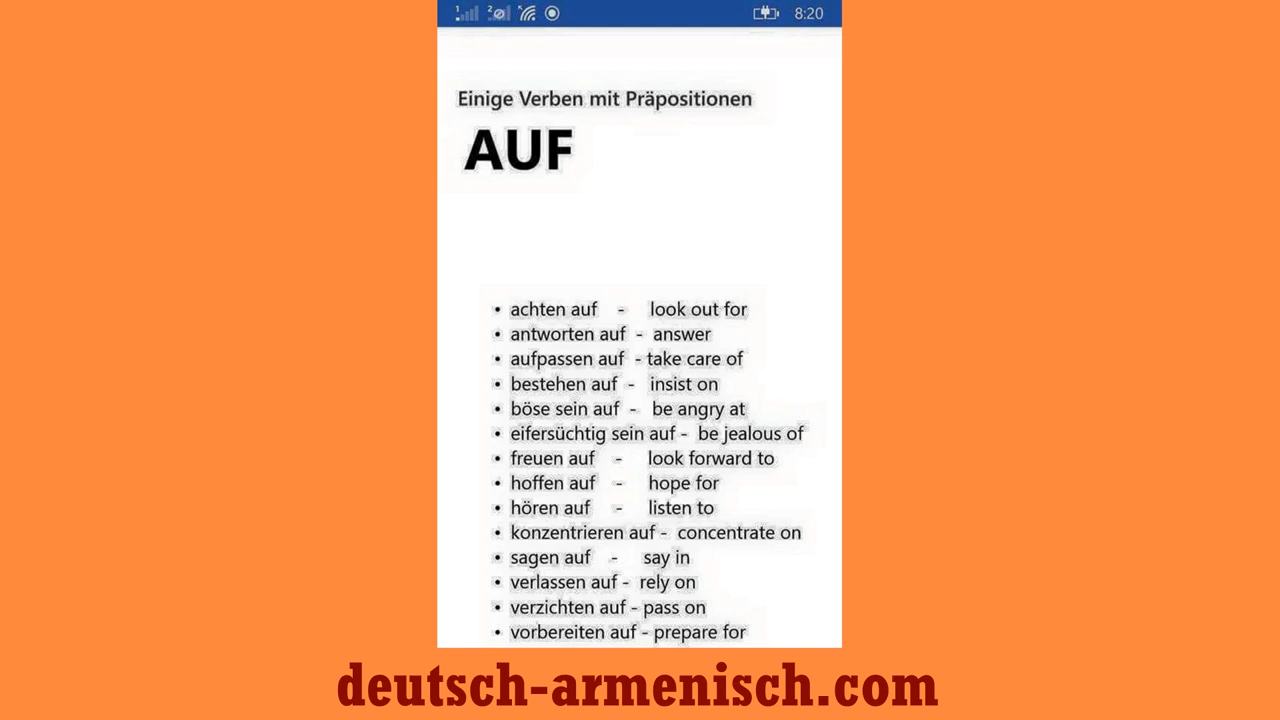 1 2 8:20
Einige Verben mit Präpositionen
AUF
• achten auf - look out for
• antworten auf - answer
• aufpassen auf - take care of
• bestehen auf - insist on
• böse sein auf - be angry at
• eifersüchtig sein auf - be jealous of
• freuen auf - look forward to
• hoffen auf - hope for
• hören auf - listen to
• konzentrieren auf - concentrate on
• sagen auf - say in
• verlassen auf - rely on
• verzichten auf - pass on
• vorbereiten auf - prepare for
deutsch-armenisch.com